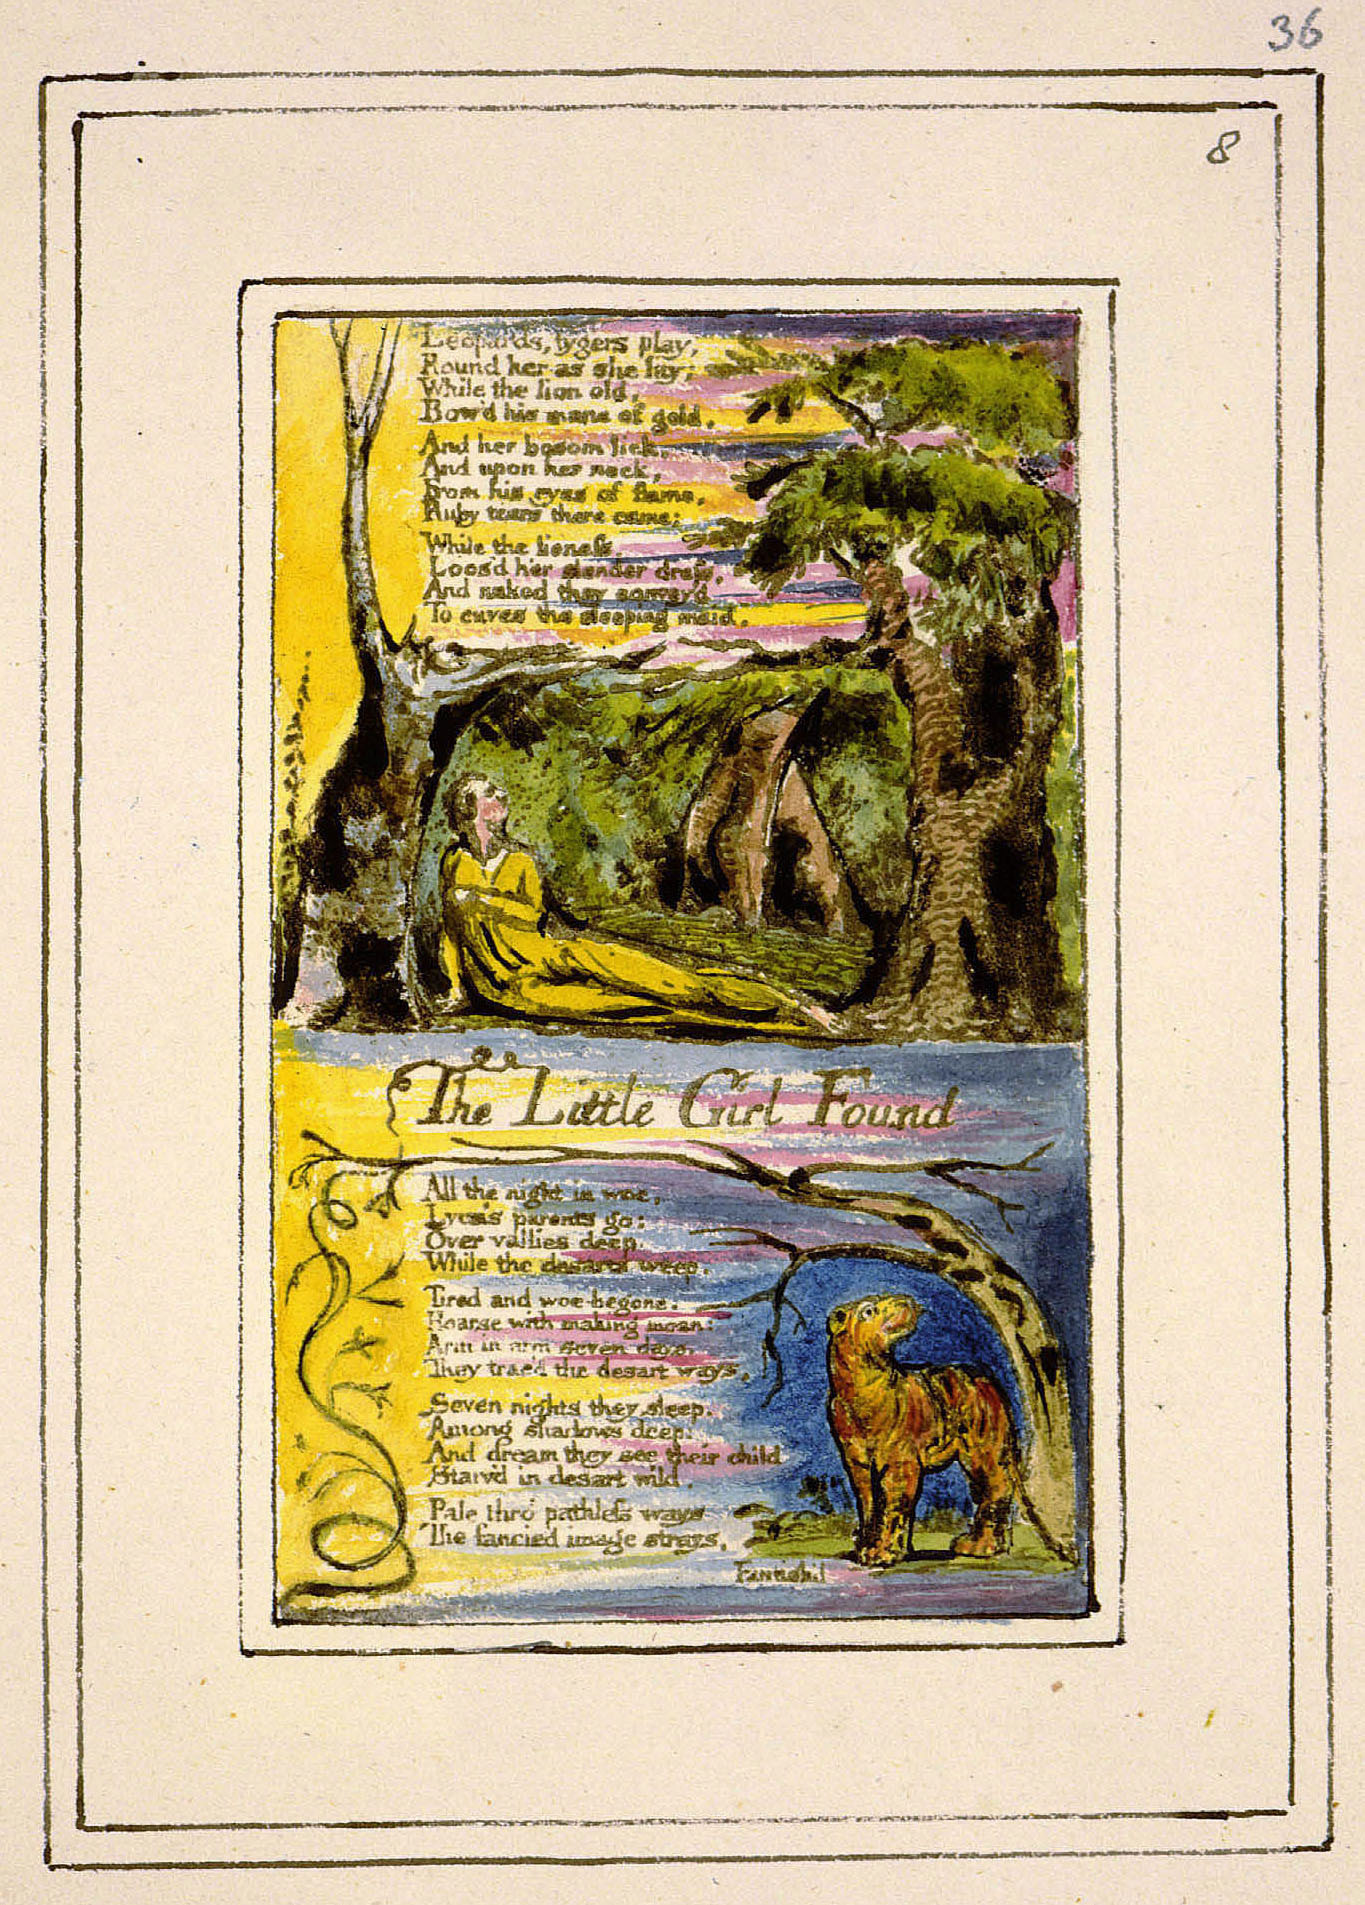 36
8
Leopards, tygers play,
Round her as she lay;
While the lion old,
Bow'd his mane of gold,
And her bosom lick,
And upon her neck,
From his eyes of flame,
Ruby tears there came;
While the lioness,
Loos'd her slender dress,
And naked they convey'd
To caves the sleeping maid.
The Little Girl Found
All the night in woe,
Lyca's parents go:
Over vallies deep,
While the desarts weep.
Tired and woe-begone,
Hoarse with making moan:
Arm in arm seven days,
They trac'd the desart ways.
Seven nights they sleep,
Among shadows deep:
And dream they see their child
Starv'd in desart wild.
Pale thro' pathless ways
The fancied image strays,
Famish'd